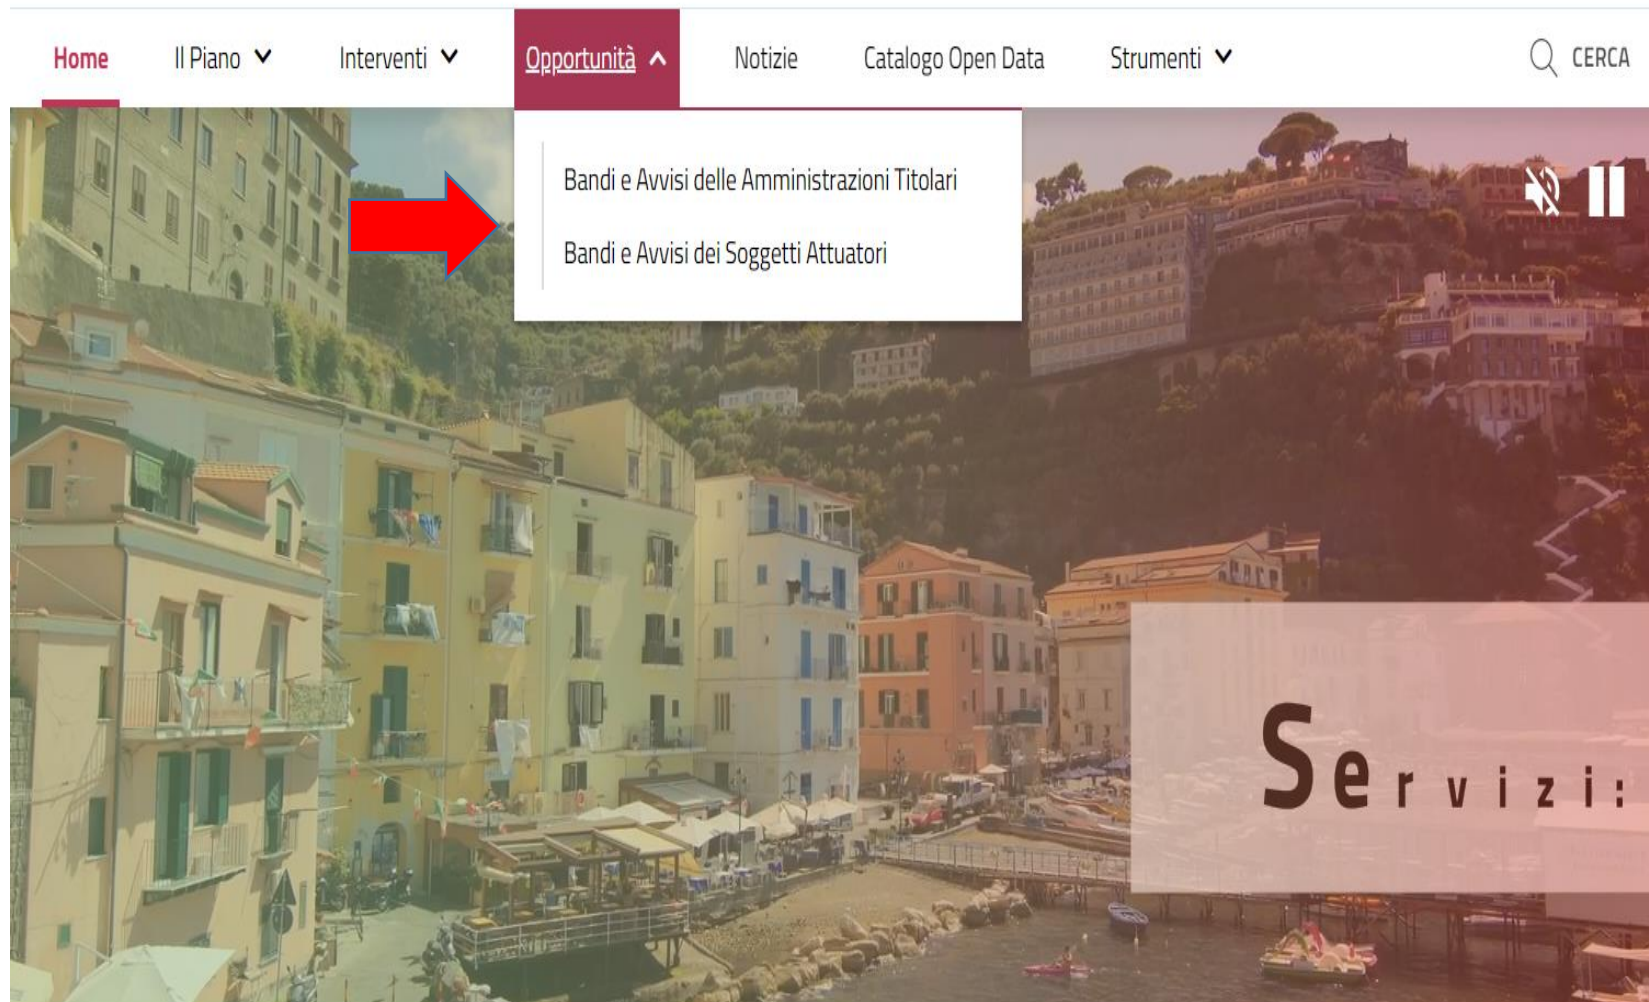 Home Il Piano Interventi Opportunità Notizie Catalogo Open Data Strumenti CERCA
Bandi e Avvisi delle Amministrazioni Titolari
Bandi e Avvisi dei Soggetti Attuatori
Servizi: